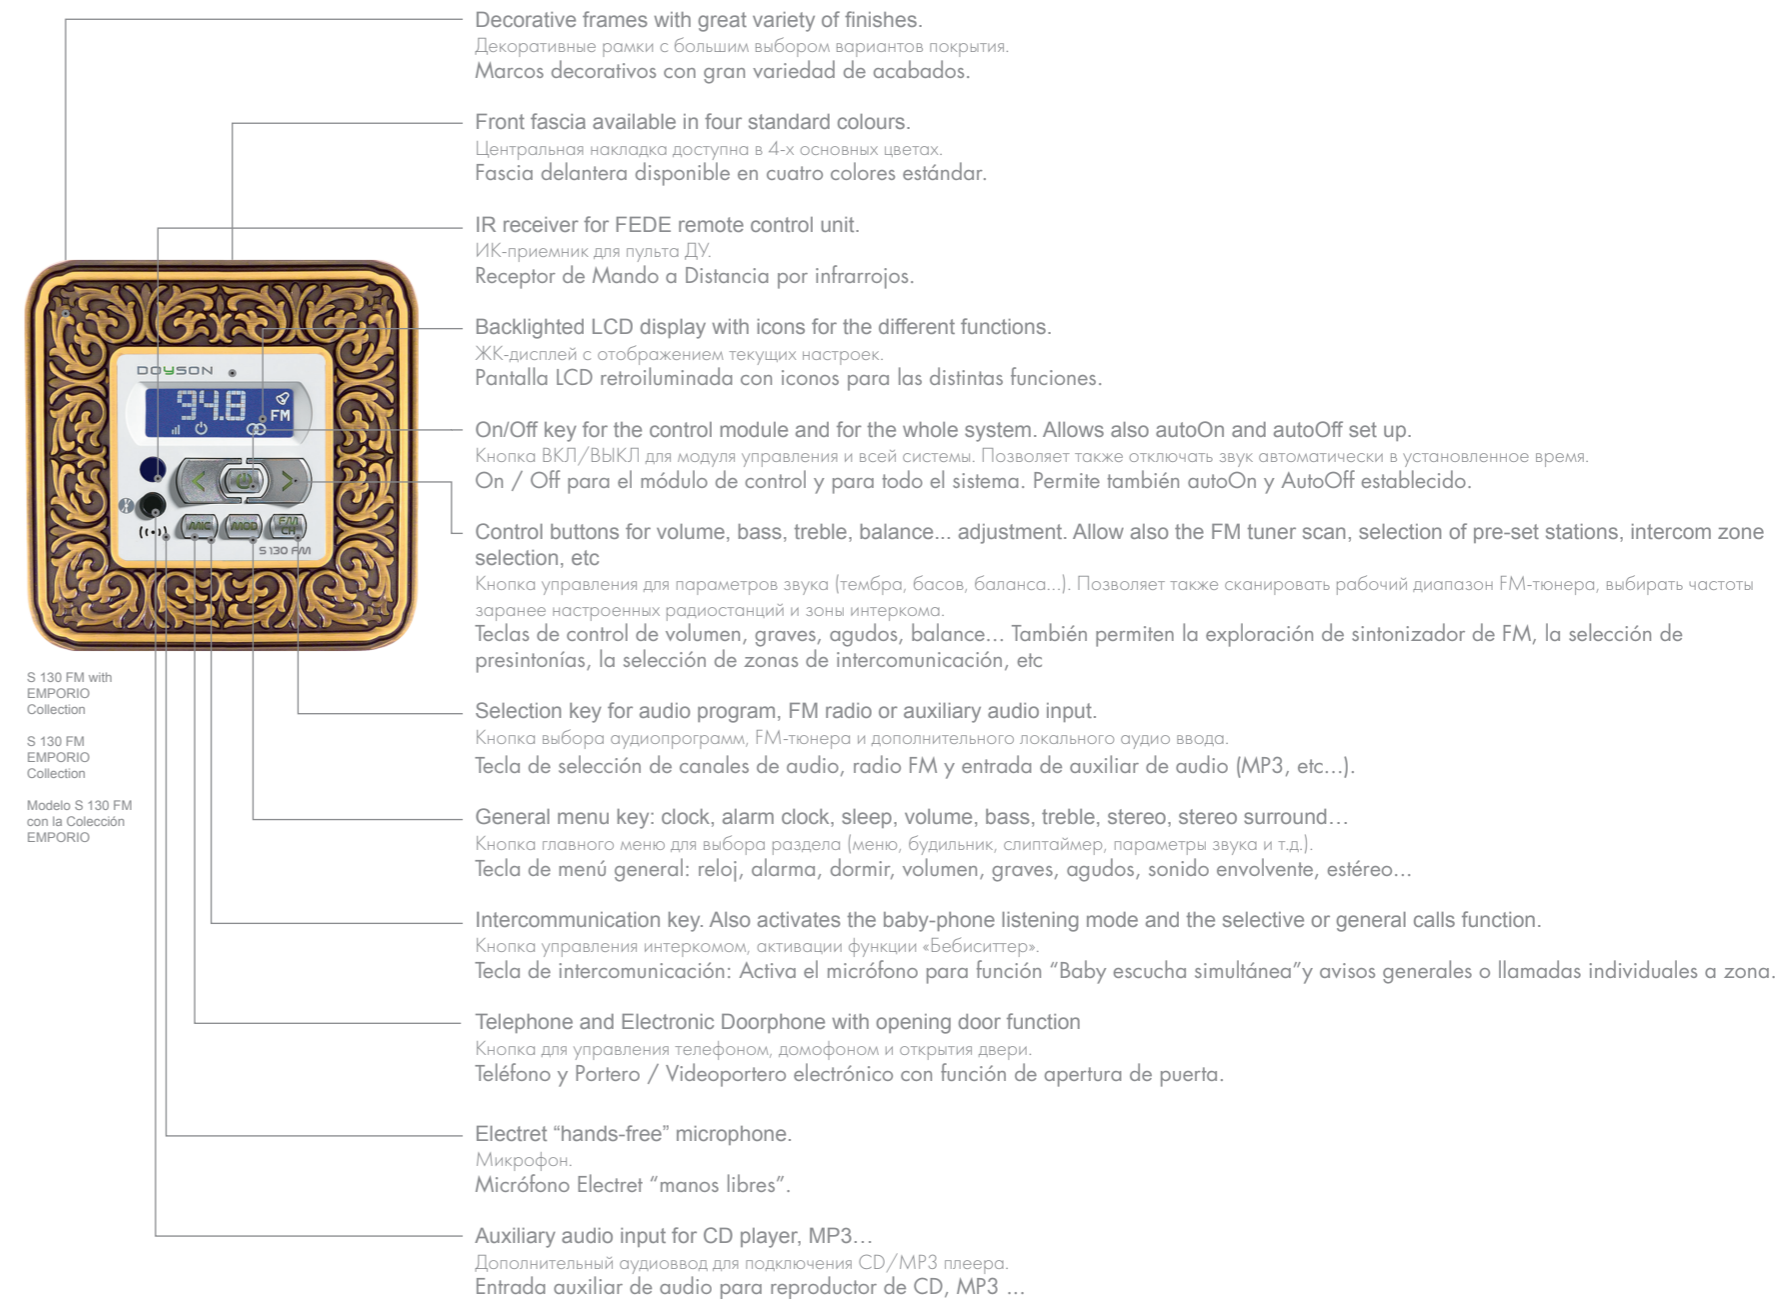 Decorative frames with great variety of finishes.
Декоративные рамки с большим выбором вариантов покрытия.
Marcos decorativos con gran variedad de acabados.
Front fascia available in four standard colours.
Центральная накладка доступна в 4-х основных цветах.
Fascia delantera disponible en cuatro colores estándar.
IR receiver for FEDE remote control unit.
ИК-приемник для пульта ДУ.
Receptor de Mando a Distancia por infrarrojos.
Backlighted LCD display with icons for the different functions.
ЖК-дисплей с отображением текущих настроек.
Pantalla LCD retroiluminada con iconos para las distintas funciones.
On/Off key for the control module and for the whole system. Allows also autoOn and autoOff set up.
Кнопка ВКЛ/ВЫКЛ для модуля управления и всей системы. Позволяет также отключать звук автоматически в установленное время.
On / Off para el módulo de control y para todo el sistema. Permite también autoOn y AutoOff establecido.
Control buttons for volume, bass, treble, balance... adjustment. Allow also the FM tuner scan, selection of pre-set stations, intercom zone
selection, etc
Кнопка управления для параметров звука (тембра, басов, баланса...). Позволяет также сканировать рабочий диапазон FM-тюнера, выбирать частоты
заранее настроенных радиостанций и зоны интеркома.
Teclas de control de volumen, graves, agudos, balance... También permiten la exploración de sintonizador de FM, la selección de
presintonías, la selección de zonas de intercomunicación, etc
Selection key for audio program, FM radio or auxiliary audio input.
Кнопка выбора аудиопрограмм, FM-тюнера и дополнительного локального аудио ввода.
Tecla de selección de canales de audio, radio FM y entrada de auxiliar de audio (MP3, etc...).
General menu key: clock, alarm clock, sleep, volume, bass, treble, stereo, stereo surround…
Кнопка главного меню для выбора раздела (меню, будильник, слиптаймер, параметры звука и т.д.).
Tecla de menú general: reloj, alarma, dormir, volumen, graves, agudos, sonido envolvente, estéreo...
Intercommunication key. Also activates the baby-phone listening mode and the selective or general calls function.
Кнопка управления интеркомом, активации функции «Бебиситтер».
Tecla de intercomunicación: Activa el micrófono para función “Baby escucha simultánea”y avisos generales o llamadas individuales a zona.
Telephone and Electronic Doorphone with opening door function
Кнопка для управления телефоном, домофоном и открытия двери.
Teléfono y Portero / Videoportero electrónico con función de apertura de puerta.
Electret “hands-free” microphone.
Микрофон.
Micrófono Electret “manos libres”.
Auxiliary audio input for CD player, MP3…
Дополнительный аудиоввод для подключения CD/MP3 плеера.
Entrada auxiliar de audio para reproductor de CD, MP3 ...
DOYSON
94.8
FM
MIC
MOD
FM
CH
S 130 FM
S 130 FM with
EMPORIO
Collection
S 130 FM
EMPORIO
Collection
Modelo S 130 FM
con la Colección
EMPORIO